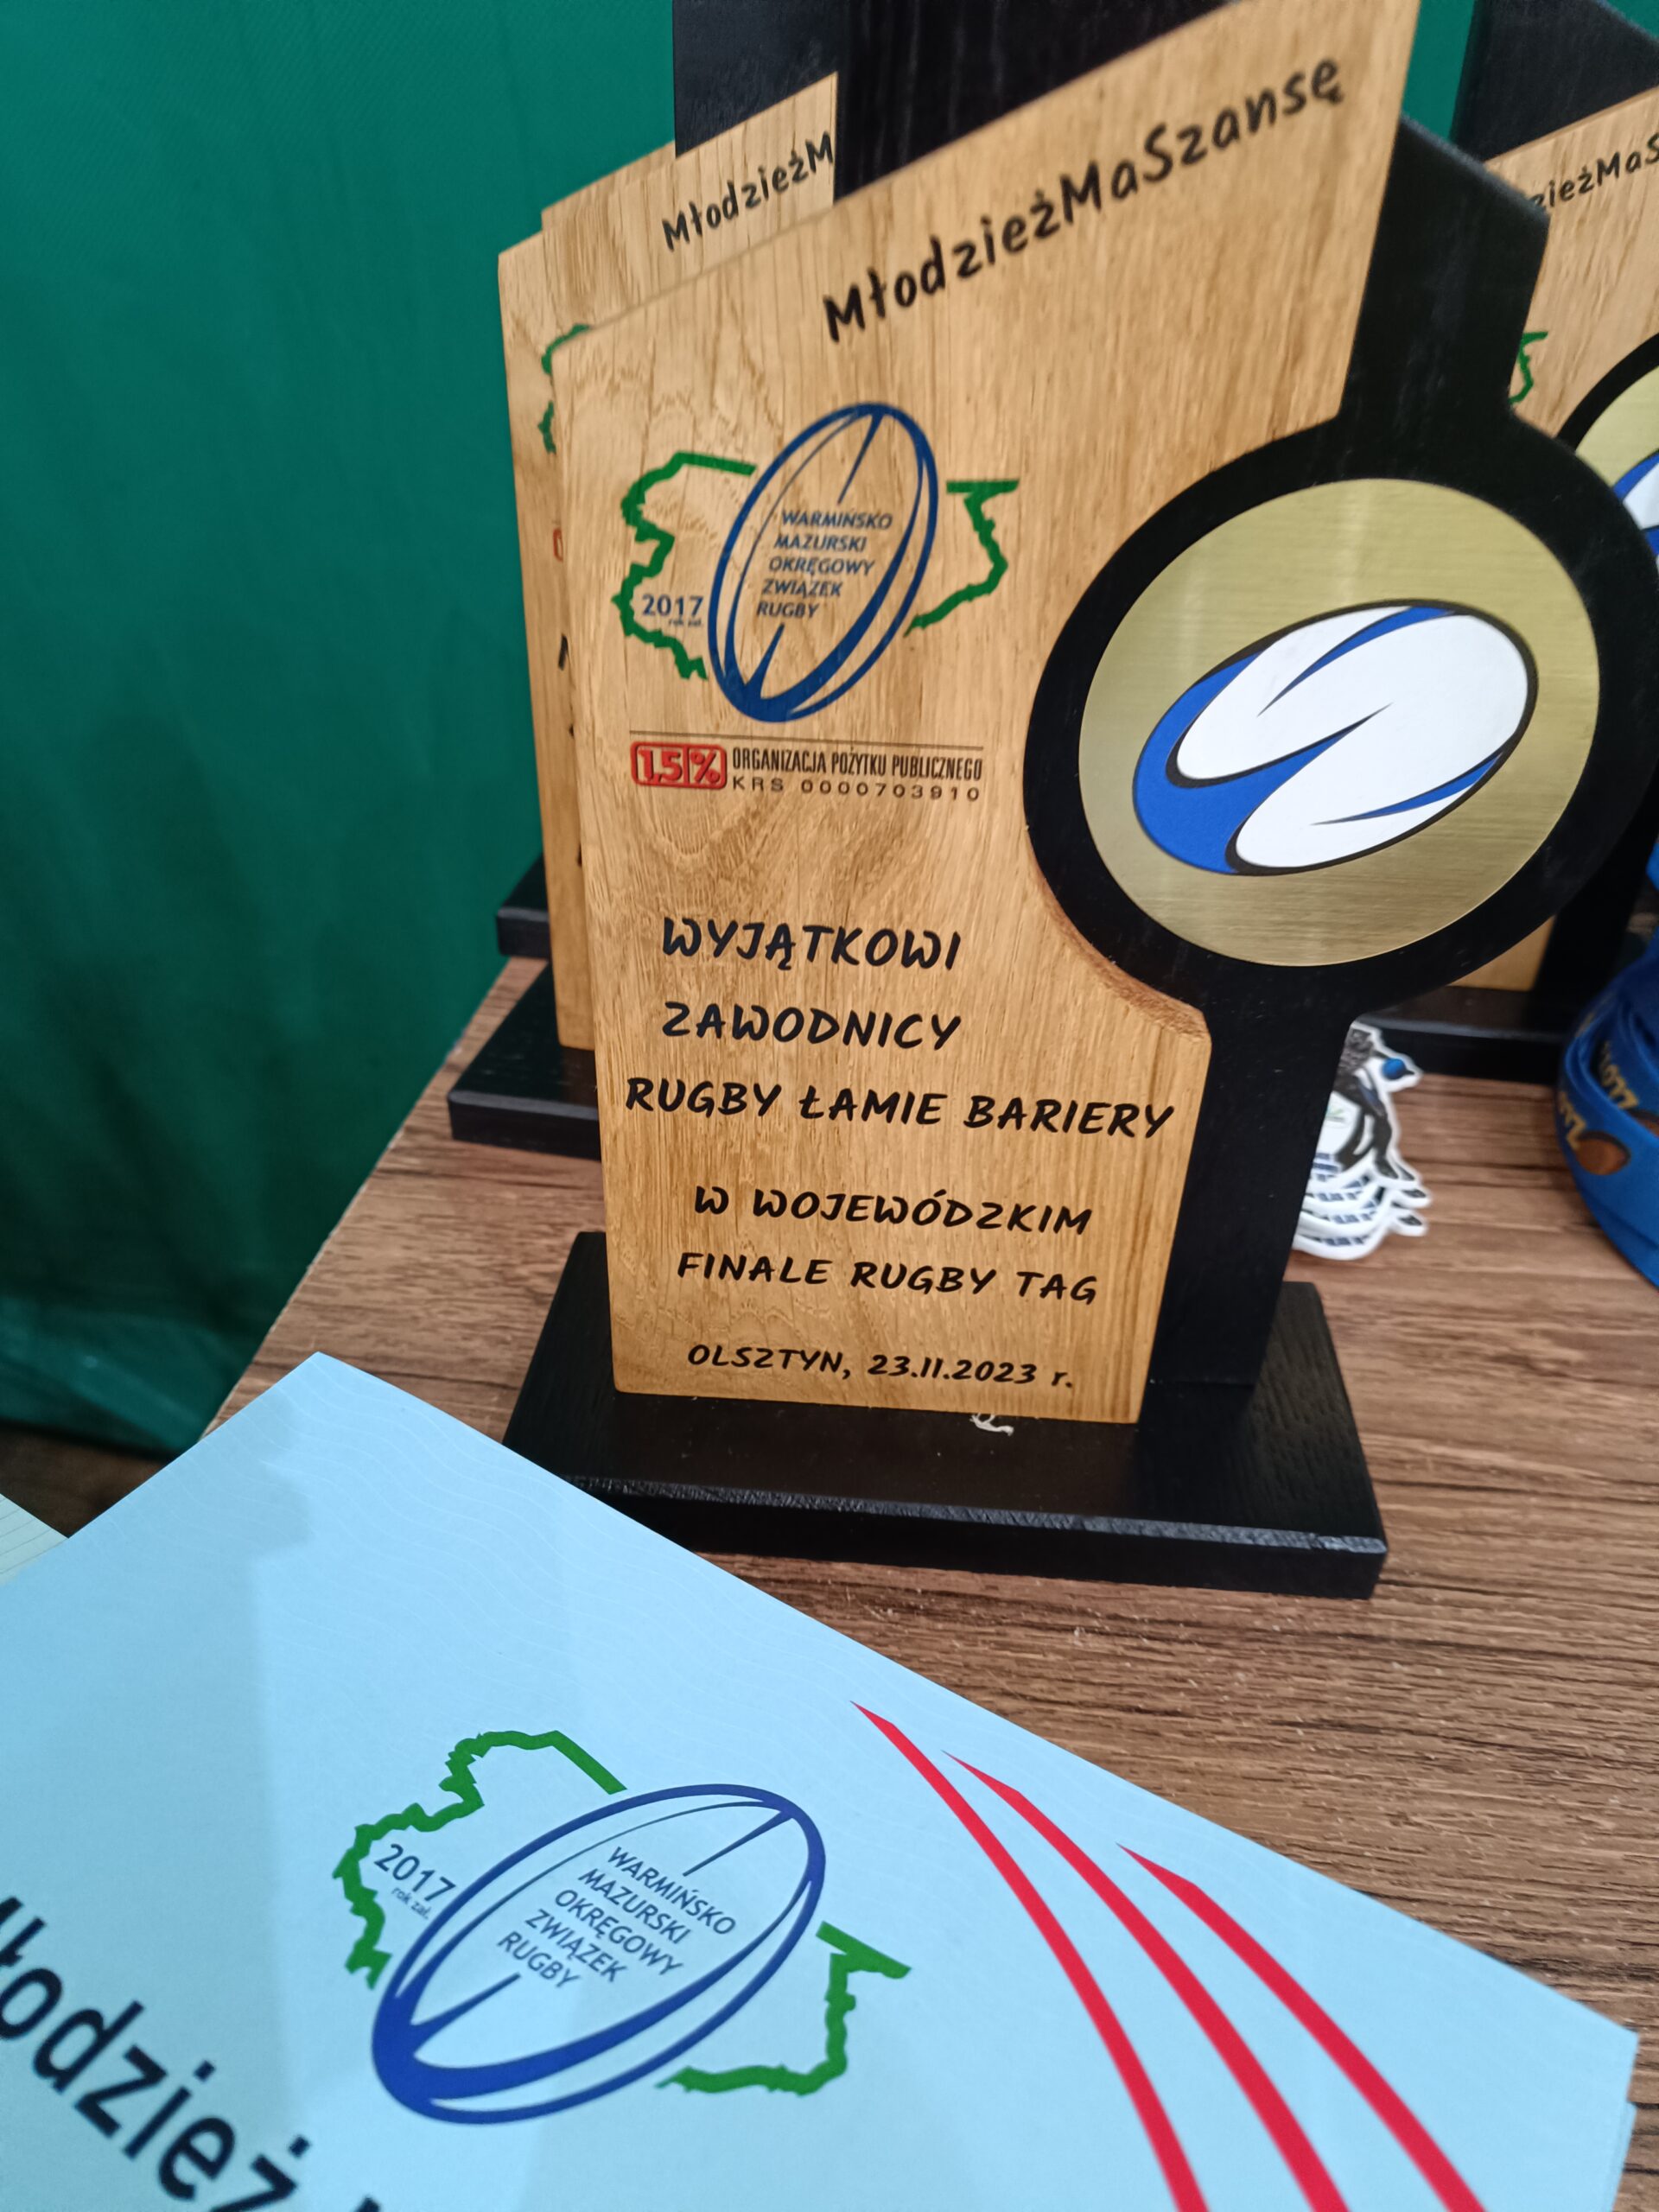 MłodzieżM
MłodzieżMaSzansę
zieżMaS
WARMIŃSKO
MAZURSKI
OKRĘGOWY
ZWIĄZEK
RUGBY
2017
rok zał.
1,5% ORGANIZACJA POŻYTKU PUBLICZNEGO
KRS 0000703910
WYJĄTKOWI
ZAWODNICY
RUGBY ŁAMIE BARIERY
W WOJEWÓDZKIM
FINALE RUGBY TAG
OLSZTYN, 23.11.2023 r.
WARMIŃSKO
MAZURSKI
OKRĘGOWY
ZWIĄZEK
RUGBY
2017
rok zał.
Młodzież